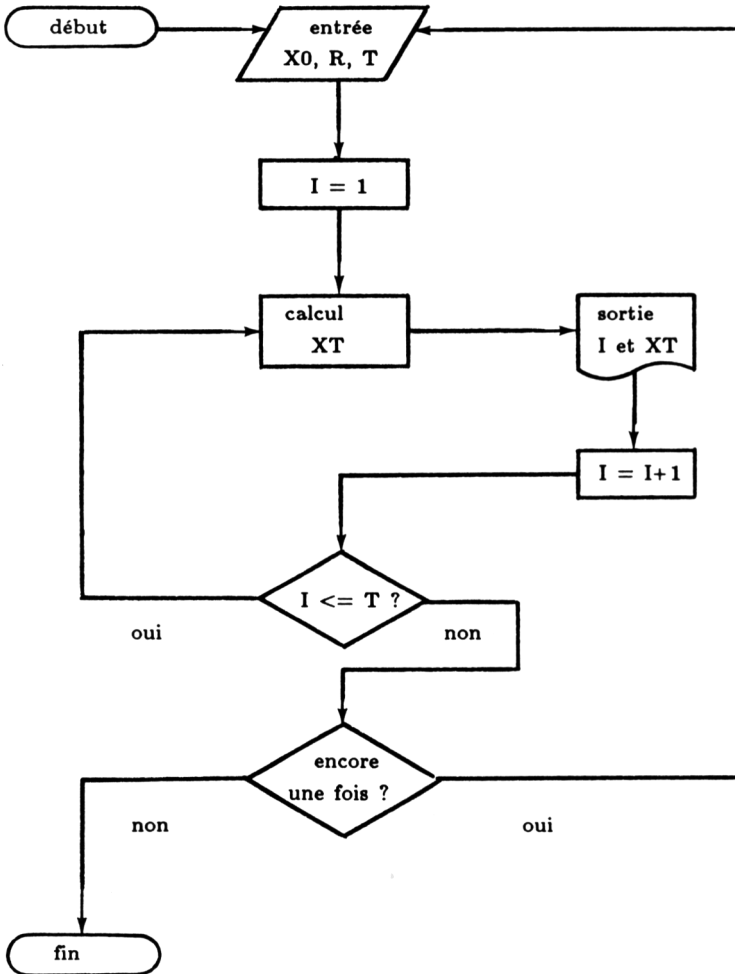 début
entrée
X0, R, T
I = 1
calcul
XT
sortie
I et XT
I = I+1
I <= T ?
oui
non
encore
une fois ?
non
oui
fin